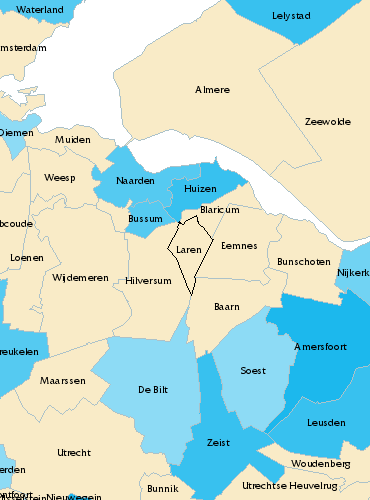 Waterland
Lelystad
msterdam
Almere
Zeewolde
Diemen
Muiden
Weesp
Naarden
Huizen
Blaricum
Bussum
bcoude
Laren
Eemnes
Loenen
Bunschoten
Wijdemeren
Hilversum
Nijkerk
Baarn
reukelen
Amersfoort
Maarssen
De Bilt
Soest
Leusden
Zeist
Utrecht
Woudenberg
erden
Bunnik
Utrechtse Heuvelrug
ontfoort
Nieuwegein